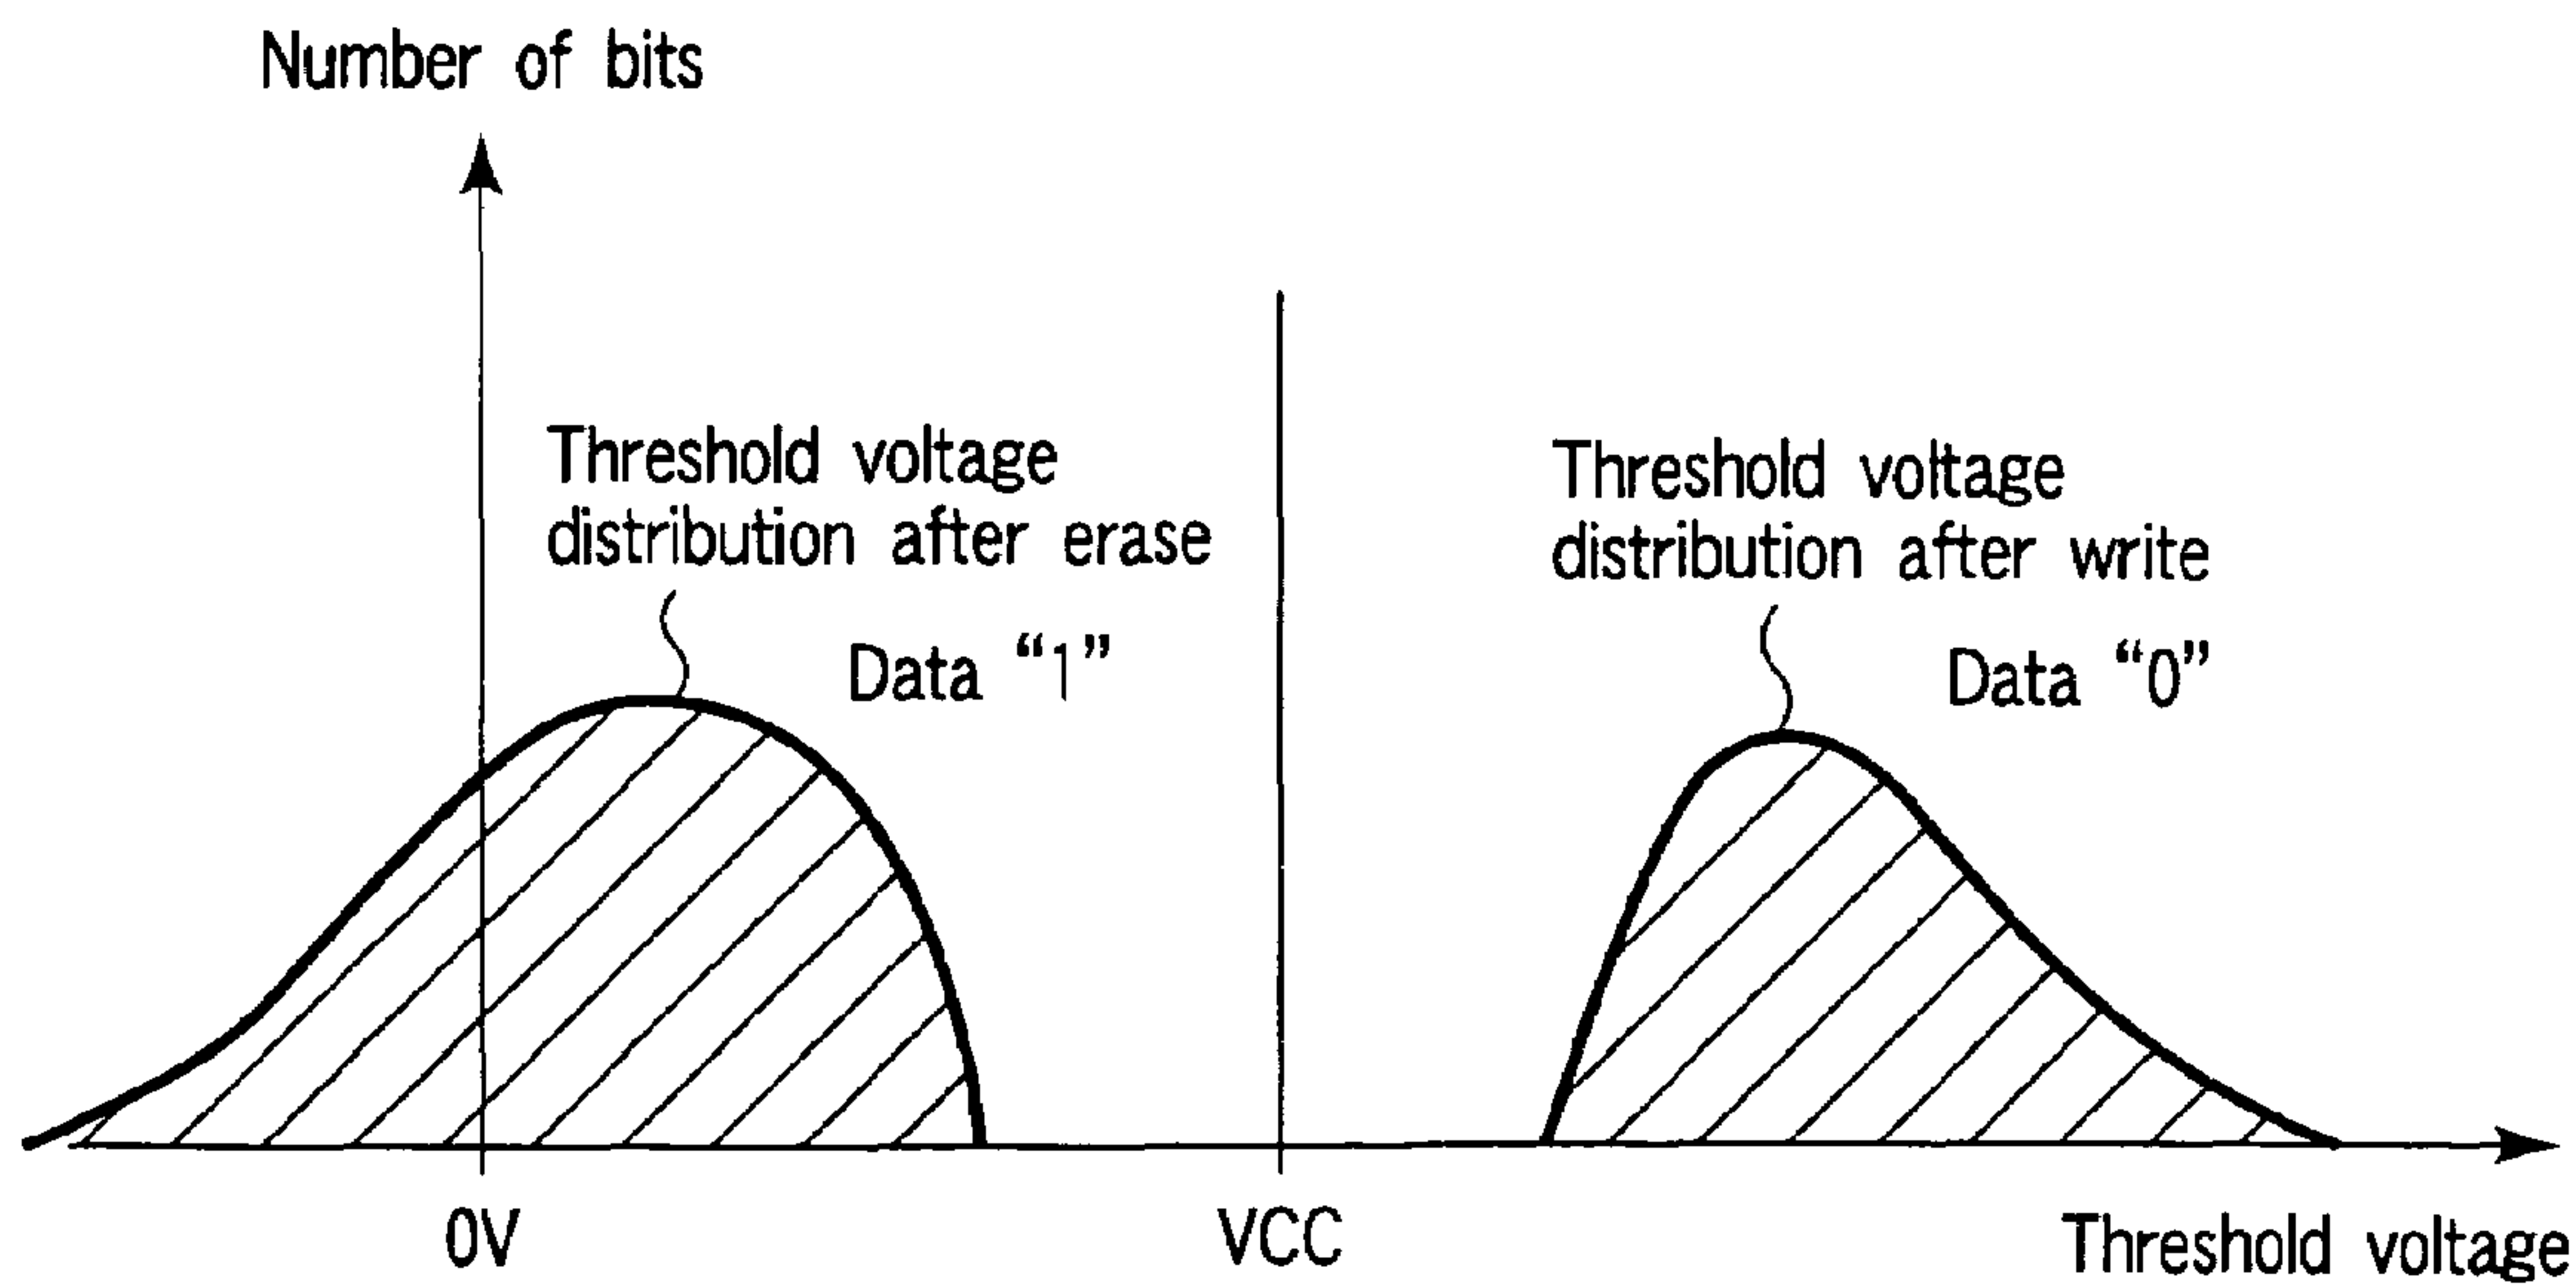 Number of bits
Threshold voltage
distribution after erase
Data “1”
Threshold voltage
distribution after write
Data “0”
0V
VCC
Threshold voltage